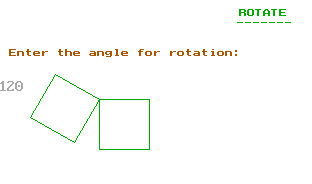 ROTATE
-------
Enter the angle for rotation:
120